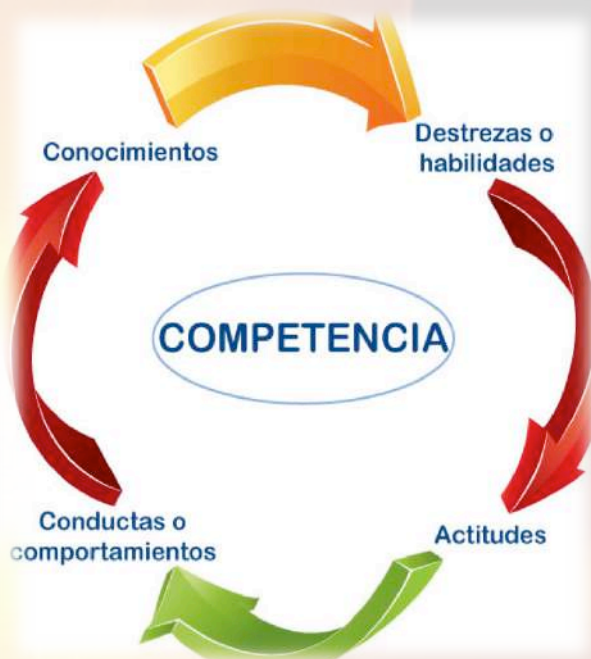 Conocimientos
Destrezas o
habilidades
COMPETENCIA
Conductas o
comportamientos
Actitudes